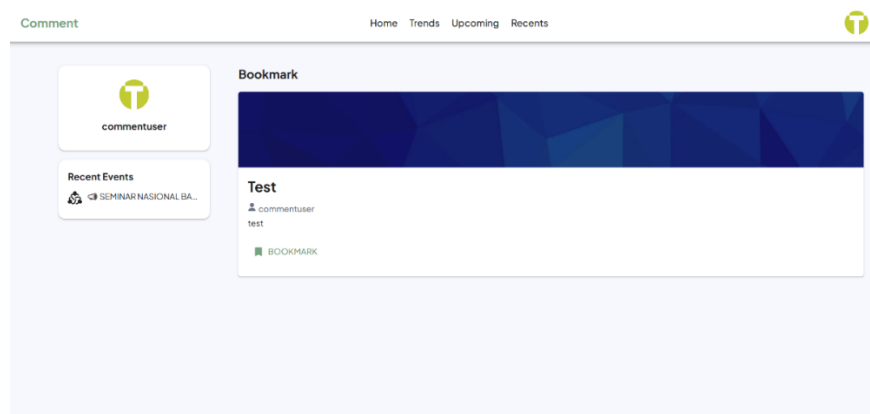 Comment
Home Trends Upcoming Recents
commentuser
Recent Events
SEMINAR NASIONAL BA...
Bookmark
Test
commentuser
test
BOOKMARK